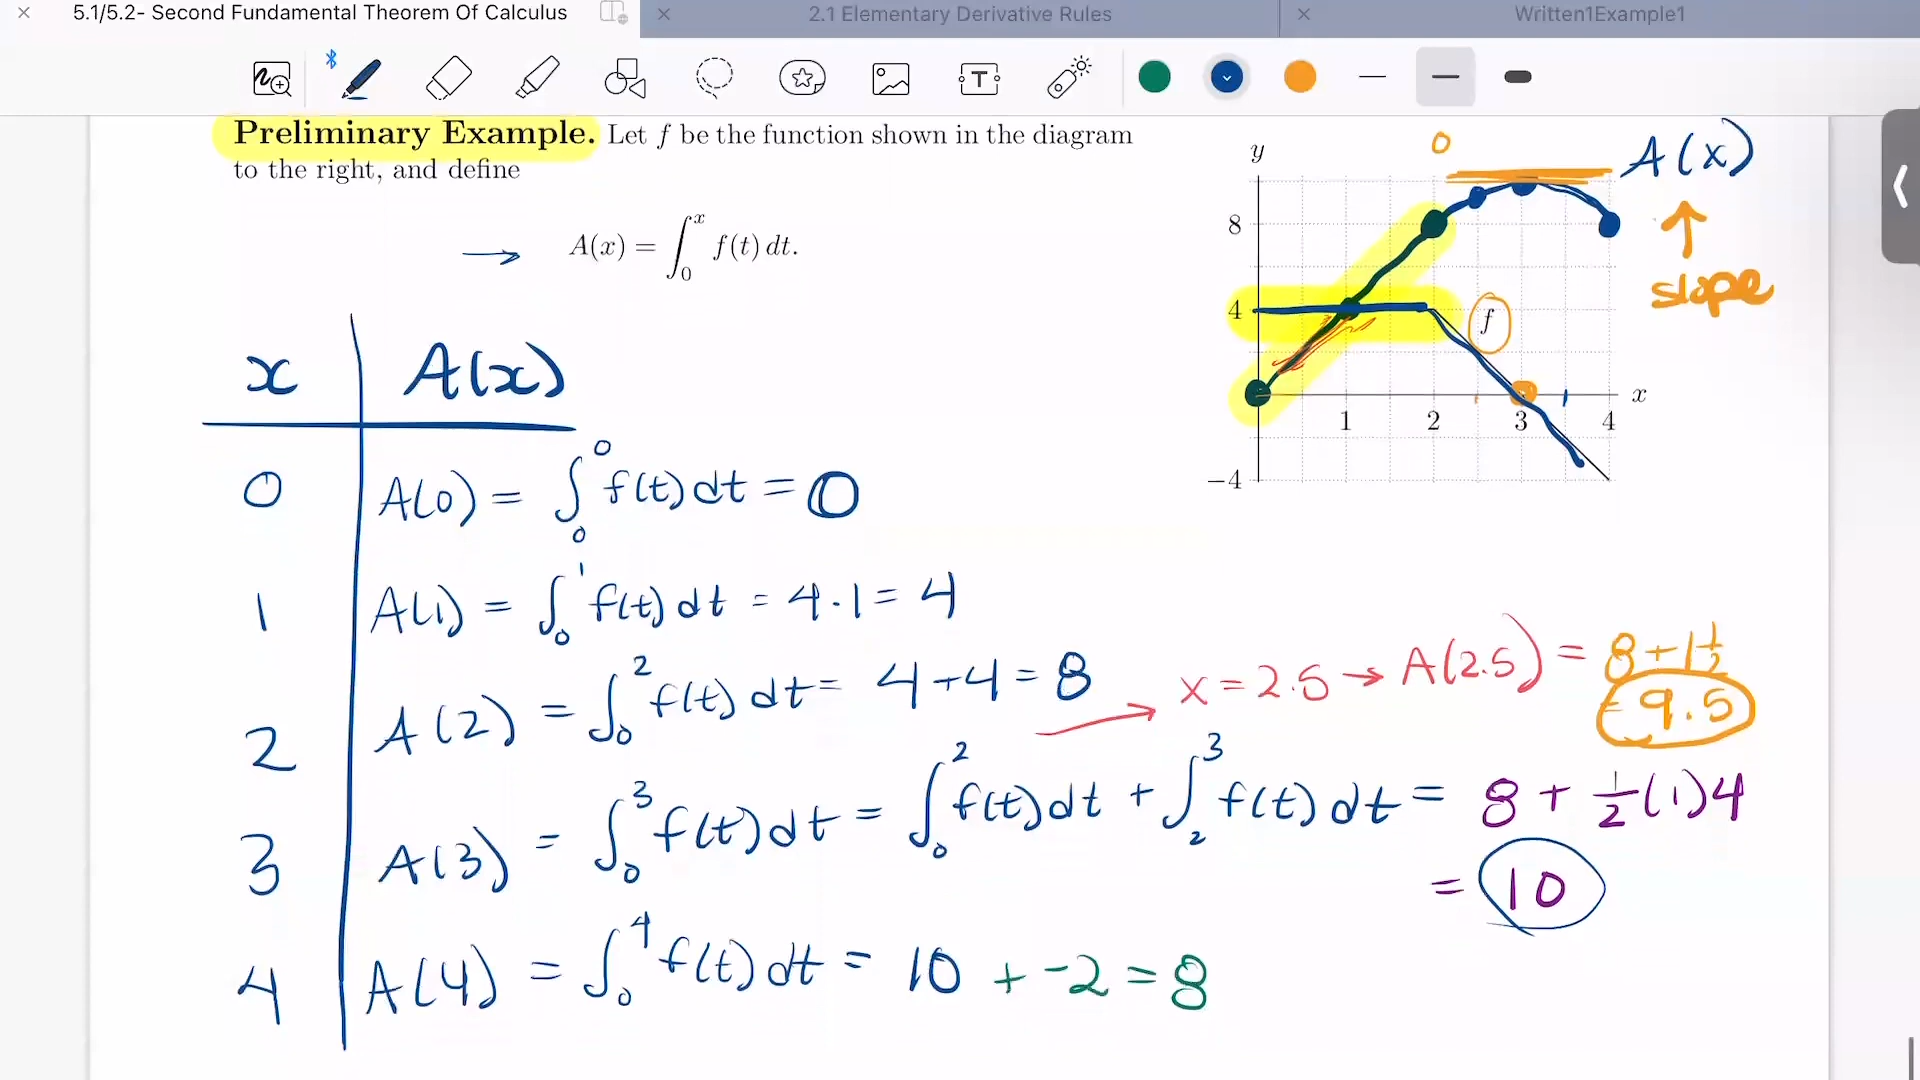 5.1/5.2- Second Fundamental Theorem Of Calculus
2.1 Elementary Derivative Rules
Written1Example1
Preliminary Example. Let f be the function shown in the diagram
to the right, and define
→ A(x) = ∫_0^x f(t) dt.
y
0
A(x)
↑
slope
8
4
f
x
1 2 3 4
−4
x | A(x)
0 A(0) = ∫_0^0 f(t) dt = 0
1 A(1) = ∫_0^1 f(t) dt = 4·1 = 4
2 A(2) = ∫_0^2 f(t) dt = 4+4 = 8
x = 2.5 → A(2.5) = 8+1½
= 9.5
3 A(3) = ∫_0^3 f(t) dt = ∫_0^2 f(t) dt + ∫_2^3 f(t) dt = 8 + ½(1)4
= 10
4 A(4) = ∫_0^4 f(t) dt = 10 + -2 = 8